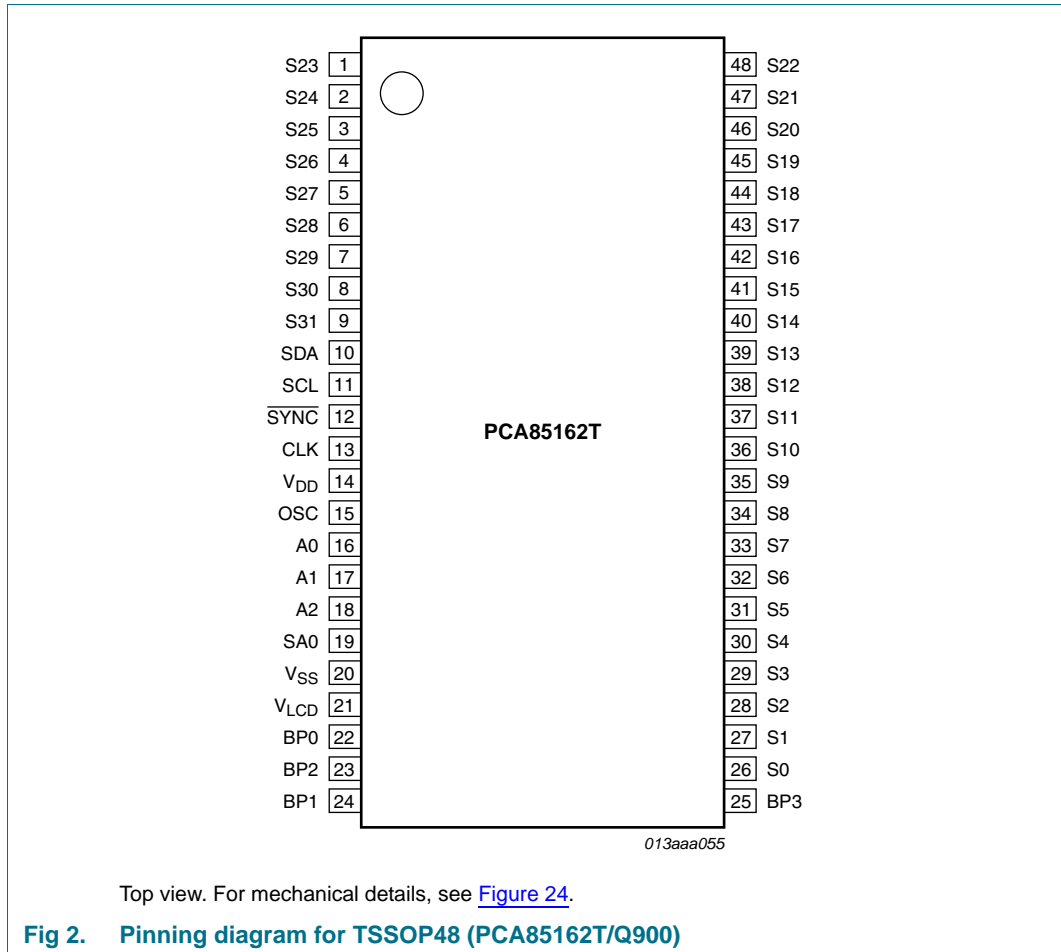 S23 1 48 S22
S24 2 47 S21
S25 3 46 S20
S26 4 45 S19
S27 5 44 S18
S28 6 43 S17
S29 7 42 S16
S30 8 41 S15
S31 9 40 S14
SDA 10 39 S13
SCL 11 38 S12
SYNC 12 37 S11
PCA85162T
CLK 13 36 S10
VDD 14 35 S9
OSC 15 34 S8
A0 16 33 S7
A1 17 32 S6
A2 18 31 S5
SA0 19 30 S4
VSS 20 29 S3
VLCD 21 28 S2
BP0 22 27 S1
BP2 23 26 S0
BP1 24 25 BP3
013aaa055
Top view. For mechanical details, see Figure 24.
Fig 2. Pinning diagram for TSSOP48 (PCA85162T/Q900)